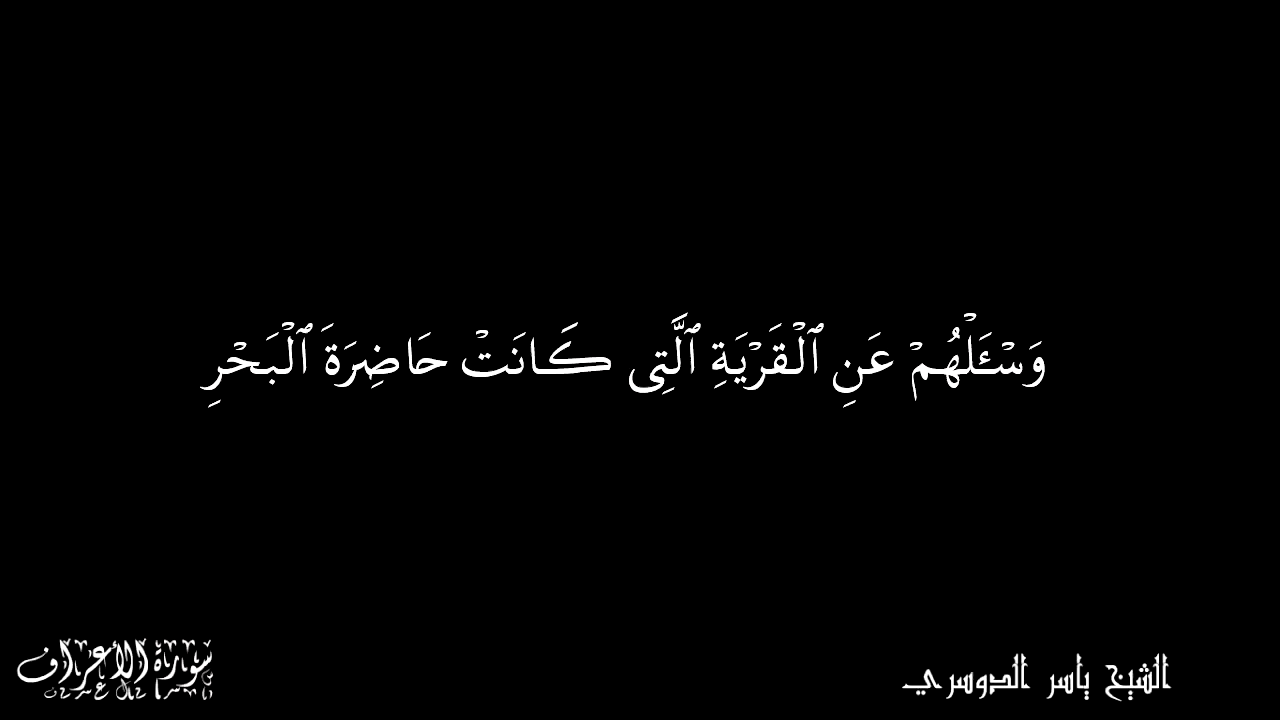 وَسْـَٔلْهُمْ عَنِ ٱلْقَرْيَةِ ٱلَّتِى كَانَتْ حَاضِرَةَ ٱلْبَحْرِ
سورة الأعراف
الشيخ ياسر الدوسري